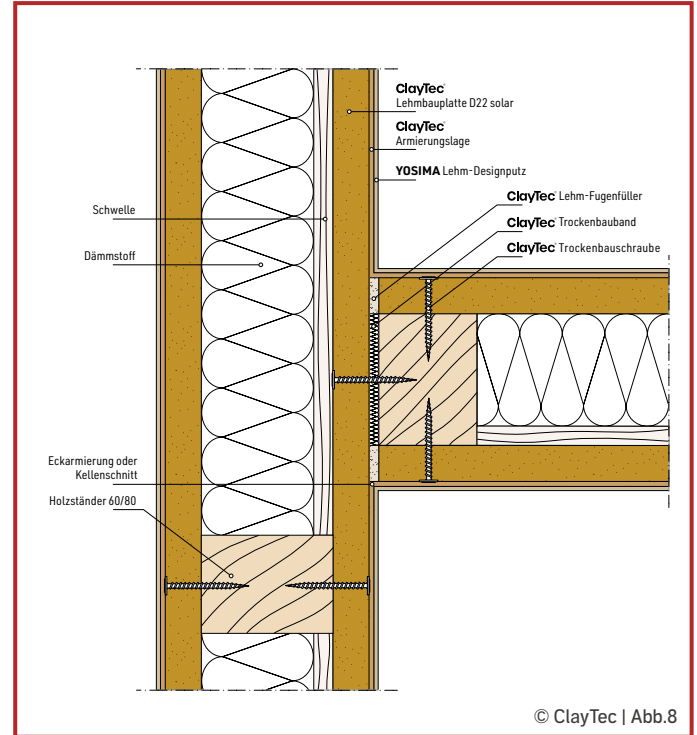 ClayTec®
Lehmbauplatte D22 solar
ClayTec®
Armierungslage
YOSIMA Lehm-Designputz
ClayTec® Lehm-Fugenfüller
ClayTec® Trockenbauband
ClayTec® Trockenbauschraube
Schwelle
Dämmstoff
Eckarmierung oder
Kellenschnitt
Holzständer 60/80
© ClayTec | Abb.8